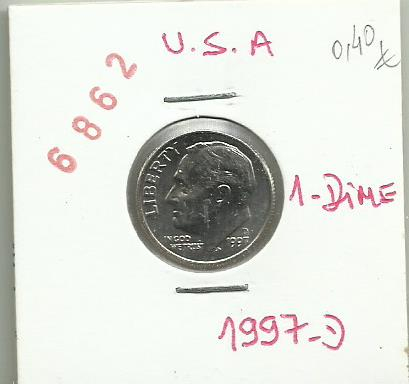 U.S.A
0,40 €
6862
LIBERTY
IN GOD
WE TRUST
D
1997
1-DiME
1997-D